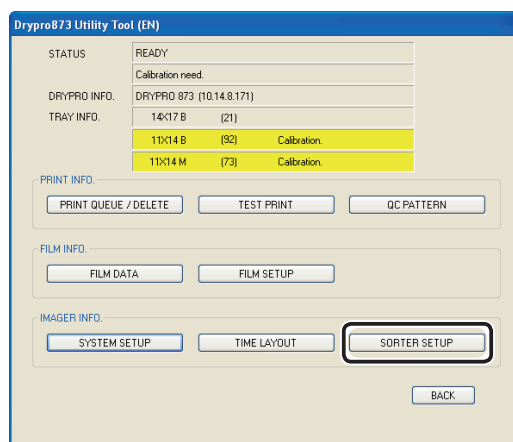 Drypro873 Utility Tool (EN)
STATUS READY
Calibration need.
DRYPRO INFO. DRYPRO 873 (10.14.8.171)
TRAY INFO. 14X17 B (21)
11X14 B (92) Calibration.
11X14 M (73) Calibration.
PRINT INFO.
PRINT QUEUE / DELETE TEST PRINT QC PATTERN
FILM INFO.
FILM DATA FILM SETUP
IMAGER INFO.
SYSTEM SETUP TIME LAYOUT SORTER SETUP
BACK